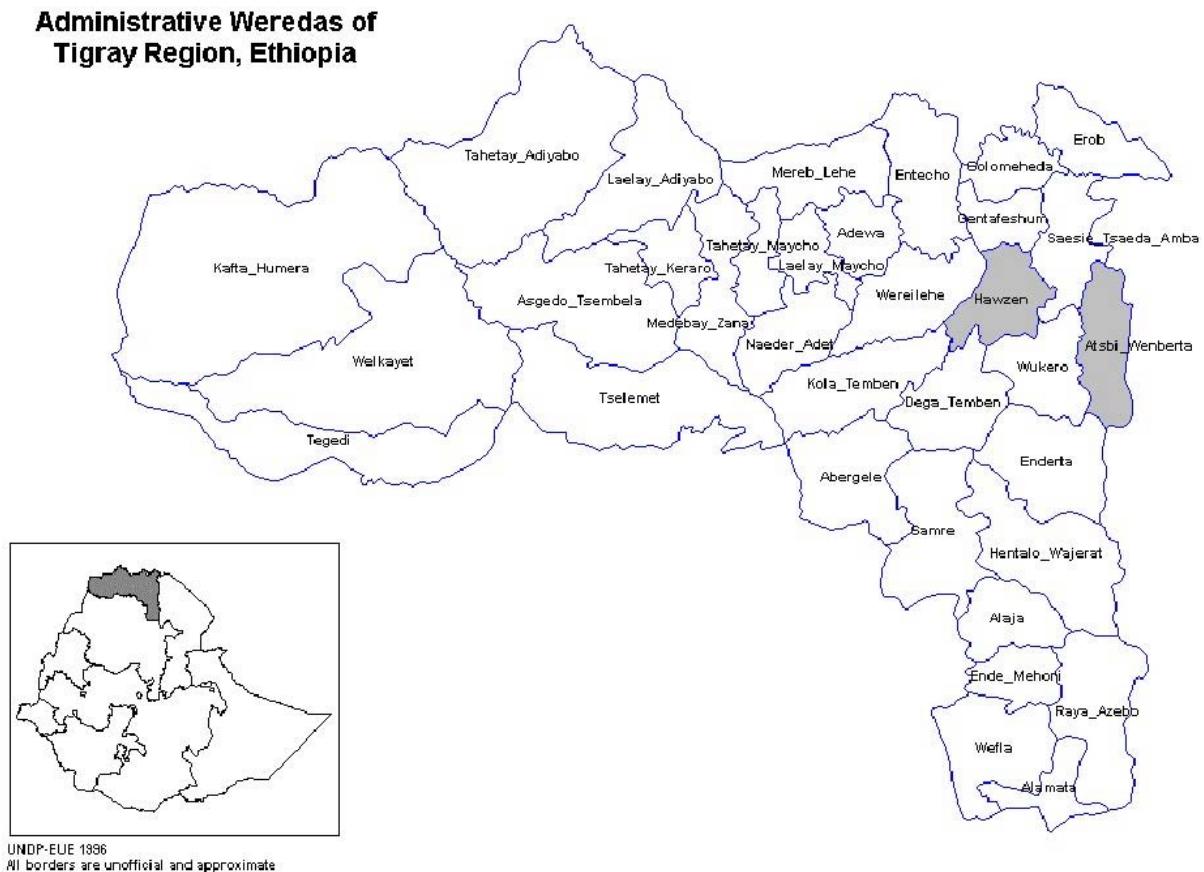 Administrative Weredas of
Tigray Region, Ethiopia
Erob
Tahetay_Adiyabo
Golomeheda
Mereb_Lehe
Entecho
Laelay_Adiyabo
Gentafeshum
Adewa
Saesie_Tsaeda_Amba
Tahetay_Maycho
Kafta_Humera
Tahetay_Keraro
Laelay_Maycho
Wereilehe
Asgedo_Tsembela
Hawzen
Medebay_Zana
Naeder_Adet
Atsbi_Wenberta
Welkayet
Wukero
Kola_Temben
Tsellemet
Dega_Temben
Tegedi
Enderta
Abergele
Samre
Hentalo_Wajerat
Alaja
Ende_Mehoni
Raya_Azebo
Wefla
Alamata
UNDP-EUE 1996
All borders are unofficial and approximate